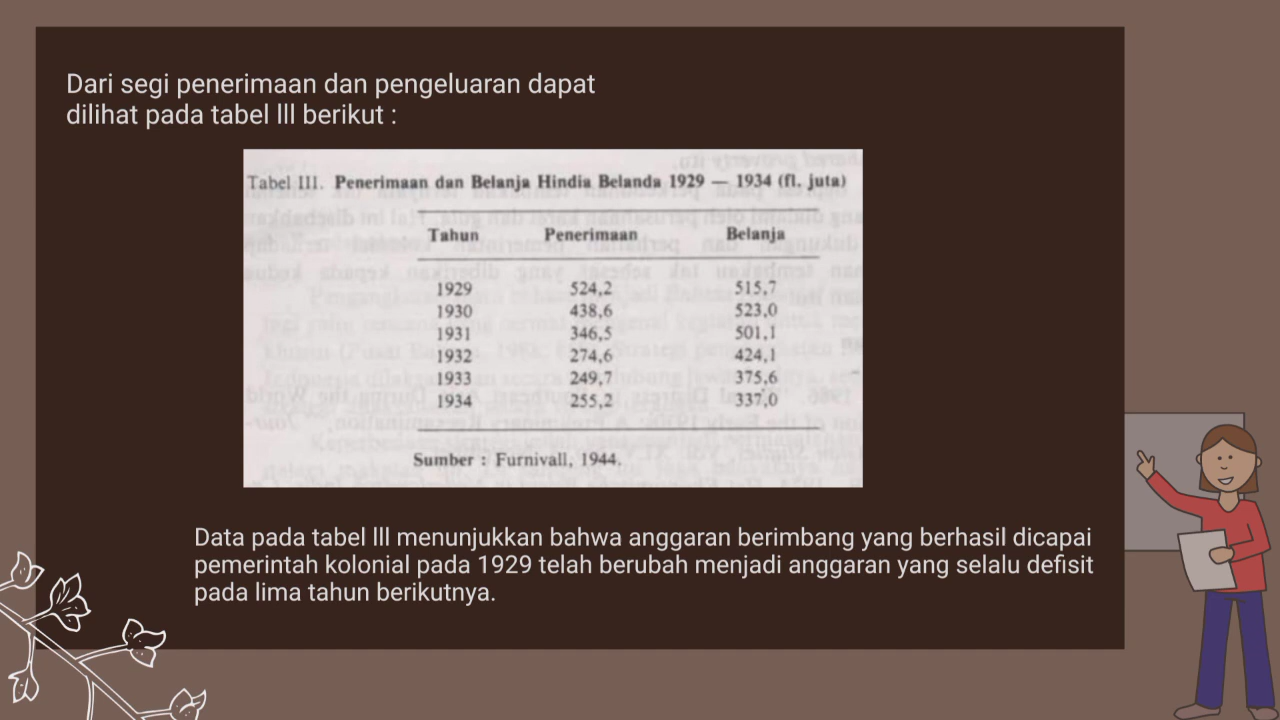 Dari segi penerimaan dan pengeluaran dapat
dilihat pada tabel lll berikut :
Tabel III. Penerimaan dan Belanja Hindia Belanda 1929 — 1934 (fl. juta)
Tahun Penerimaan Belanja
1929 524,2 515,7
1930 438,6 523,0
1931 346,5 501,1
1932 274,6 424,1
1933 249,7 375,6
1934 255,2 337,0
Sumber : Furnivall, 1944.
Data pada tabel lll menunjukkan bahwa anggaran berimbang yang berhasil dicapai
pemerintah kolonial pada 1929 telah berubah menjadi anggaran yang selalu defisit
pada lima tahun berikutnya.